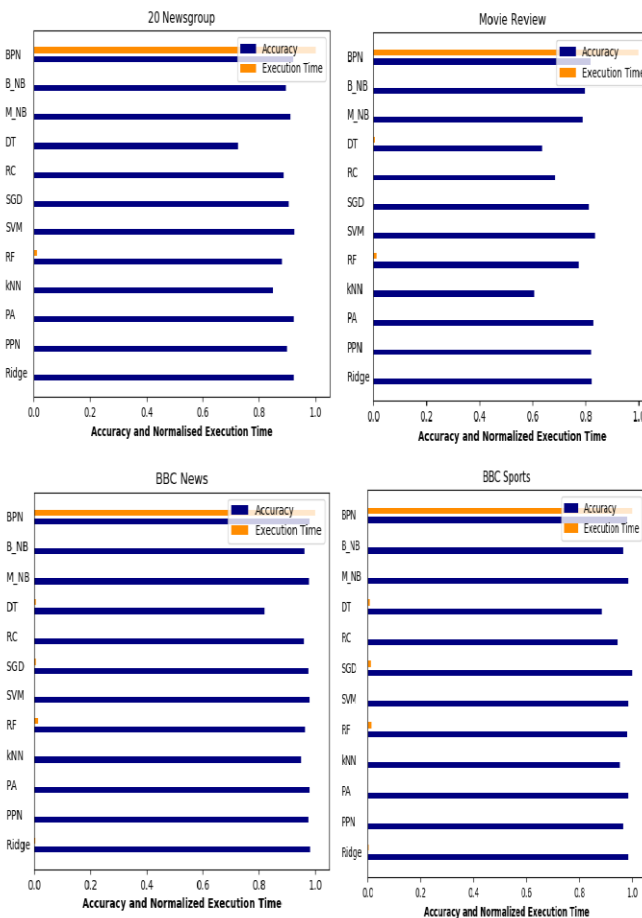 20 Newsgroup
Accuracy
Execution Time
BPN
B_NB
M_NB
DT
RC
SGD
SVM
RF
kNN
PA
PPN
Ridge
0.0 0.2 0.4 0.6 0.8 1.0
Accuracy and Normalised Execution Time
Movie Review
Accuracy
Execution Time
BPN
B_NB
M_NB
DT
RC
SGD
SVM
RF
kNN
PA
PPN
Ridge
0.0 0.2 0.4 0.6 0.8 1.0
Accuracy and Normalized Execution Time
BBC News
Accuracy
Execution Time
BPN
B_NB
M_NB
DT
RC
SGD
SVM
RF
kNN
PA
PPN
Ridge
0.0 0.2 0.4 0.6 0.8 1.0
Accuracy and Normalized Execution Time
BBC Sports
Accuracy
Execution Time
BPN
B_NB
M_NB
DT
RC
SGD
SVM
RF
kNN
PA
PPN
Ridge
0.0 0.2 0.4 0.6 0.8 1.0
Accuracy and Normalized Execution Time